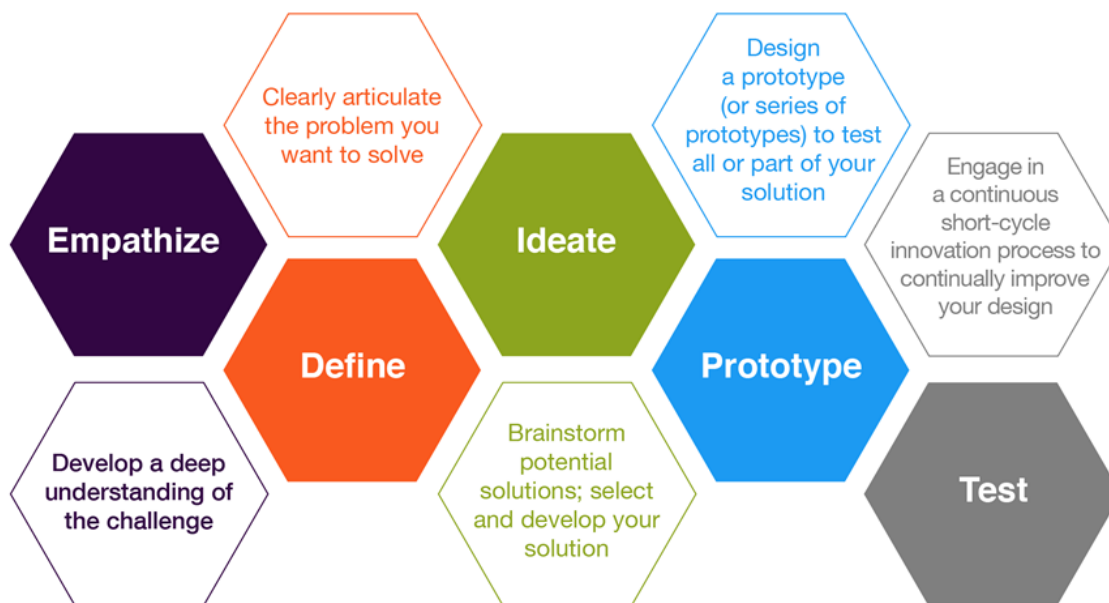 Empathize
Develop a deep
understanding of
the challenge
Clearly articulate
the problem you
want to solve
Define
Ideate
Brainstorm
potential
solutions; select
and develop your
solution
Design
a prototype
(or series of
prototypes) to test
all or part of your
solution
Prototype
Engage in
a continuous
short-cycle
innovation process to
continually improve
your design
Test